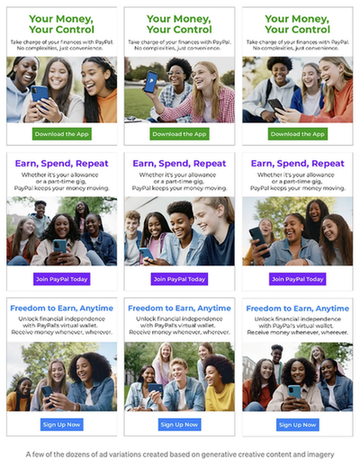 Your Money,
Your Control
Take charge of your finances with PayPal.
No complexities, just convenience.
Download the App
Your Money,
Your Control
Take charge of your finances with PayPal.
No complexities, just convenience.
Download the App
Your Money,
Your Control
Take charge of your finances with PayPal.
No complexities, just convenience.
Download the App
Earn, Spend, Repeat
Whether it's your allowance
or a part-time gig,
PayPal keeps your money moving.
Join PayPal Today
Earn, Spend, Repeat
Whether it's your allowance
or a part-time gig,
PayPal keeps your money moving.
Join PayPal Today
Earn, Spend, Repeat
Whether it's your allowance
or a part-time gig,
PayPal keeps your money moving.
Join PayPal Today
Freedom to Earn, Anytime
Unlock financial independence
with PayPal's virtual wallet.
Receive money whenever, wherever.
Sign Up Now
Freedom to Earn, Anytime
Unlock financial independence
with PayPal's virtual wallet.
Receive money whenever, wherever.
Sign Up Now
Freedom to Earn, Anytime
Unlock financial independence
with PayPal's virtual wallet.
Receive money whenever, wherever.
Sign Up Now
A few of the dozens of ad variations created based on generative creative content and imagery